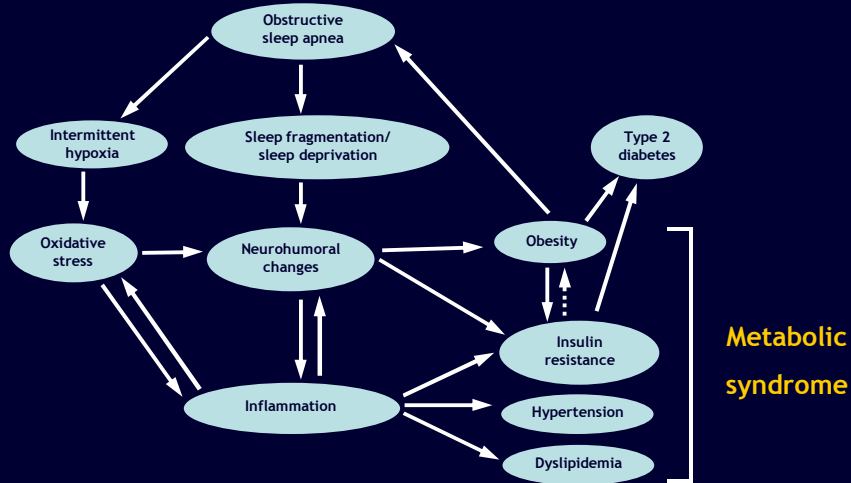 Obstructive
sleep apnea
Intermittent
hypoxia
Sleep fragmentation/
sleep deprivation
Type 2
diabetes
Oxidative
stress
Neurohumoral
changes
Obesity
Insulin
resistance
Metabolic
syndrome
Inflammation
Hypertension
Dyslipidemia